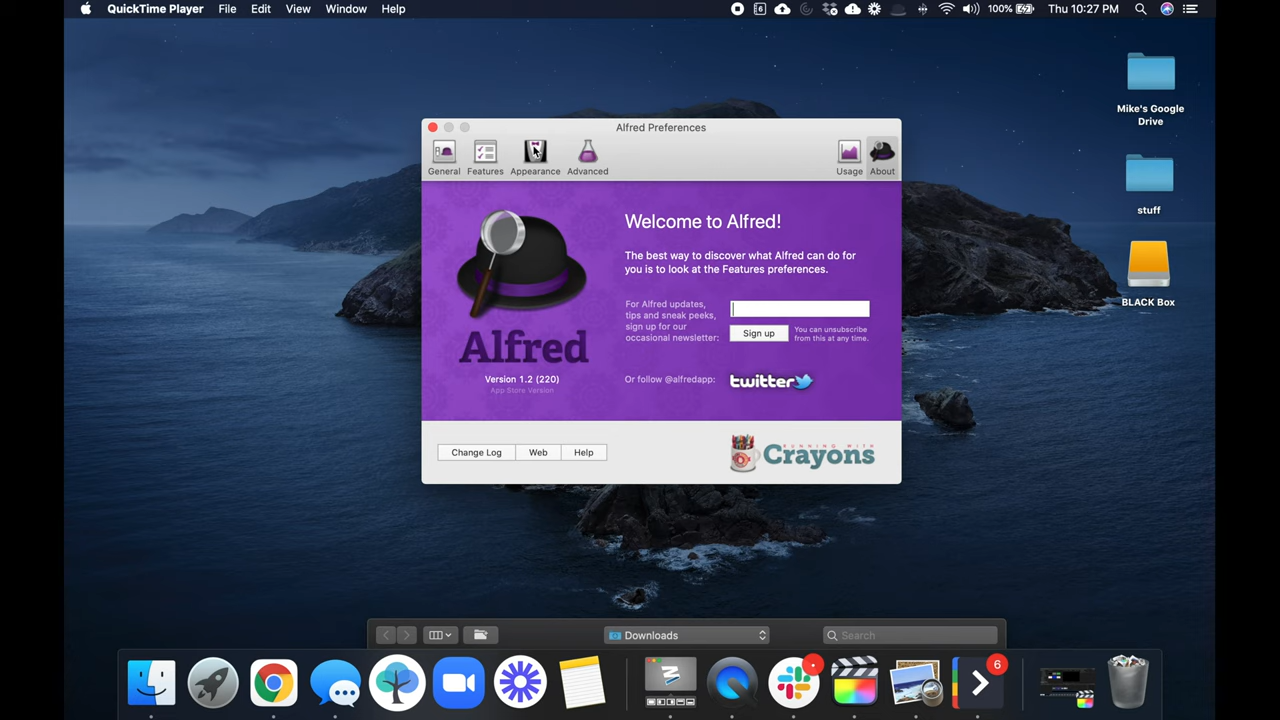 QuickTime Player File Edit View Window Help
6 100% Thu 10:27 PM
Mike's Google
Drive
stuff
BLACK Box
Alfred Preferences
General Features Appearance Advanced Usage About
Welcome to Alfred!
The best way to discover what Alfred can do for
you is to look at the Features preferences.
For Alfred updates,
tips and sneak peeks,
sign up for our
occasional newsletter:
Sign up
You can unsubscribe
from this at any time.
Alfred
Version 1.2 (220)
App Store Version
Or follow @alfredapp:
twitter
Change Log Web Help
RUNNING WITH
Crayons
Downloads
Search
6